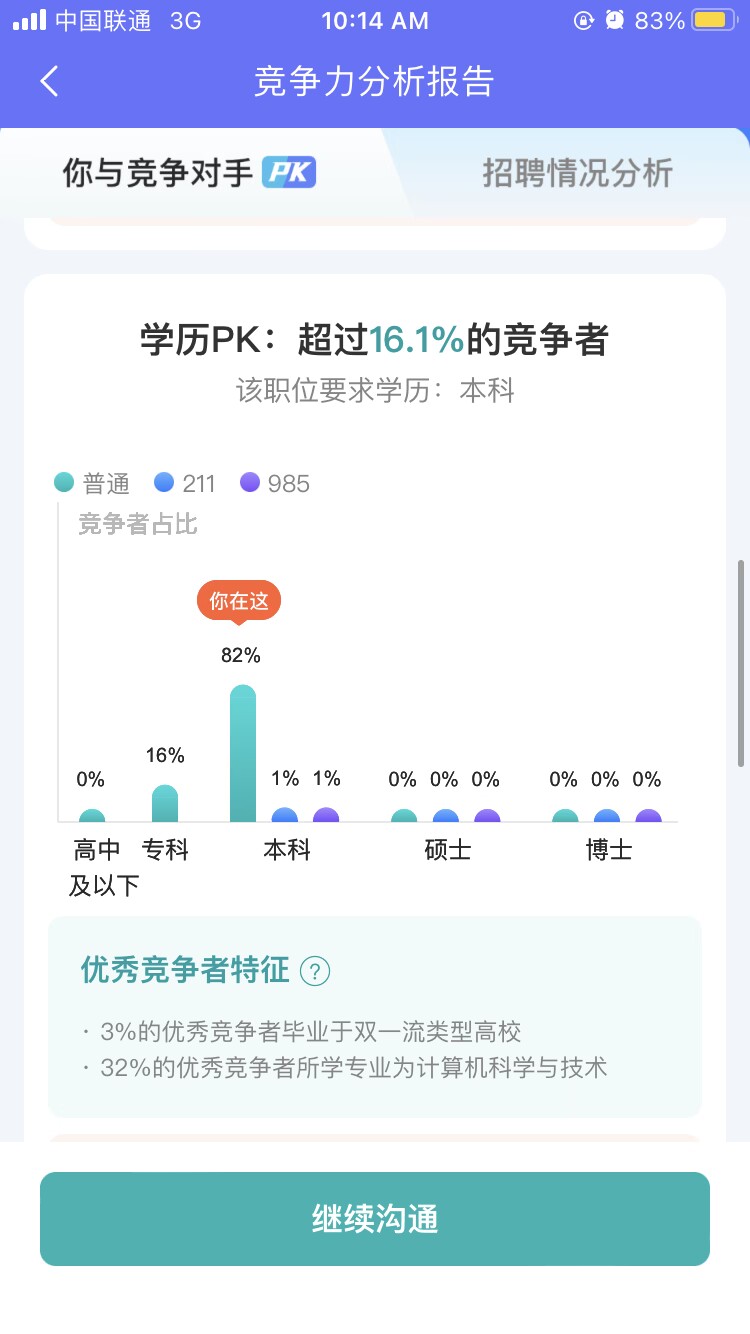 中国联通 3G 10:14 AM 83%
竞争力分析报告
你与竞争对手 PK 招聘情况分析
学历PK：超过16.1%的竞争者
该职位要求学历：本科
普通 211 985
竞争者占比
你在这
82%
16%
0% 1% 1% 0% 0% 0% 0% 0% 0%
高中 专科 本科 硕士 博士
及以下
优秀竞争者特征 ?
· 3%的优秀竞争者毕业于双一流类型高校
· 32%的优秀竞争者所学专业为计算机科学与技术
继续沟通